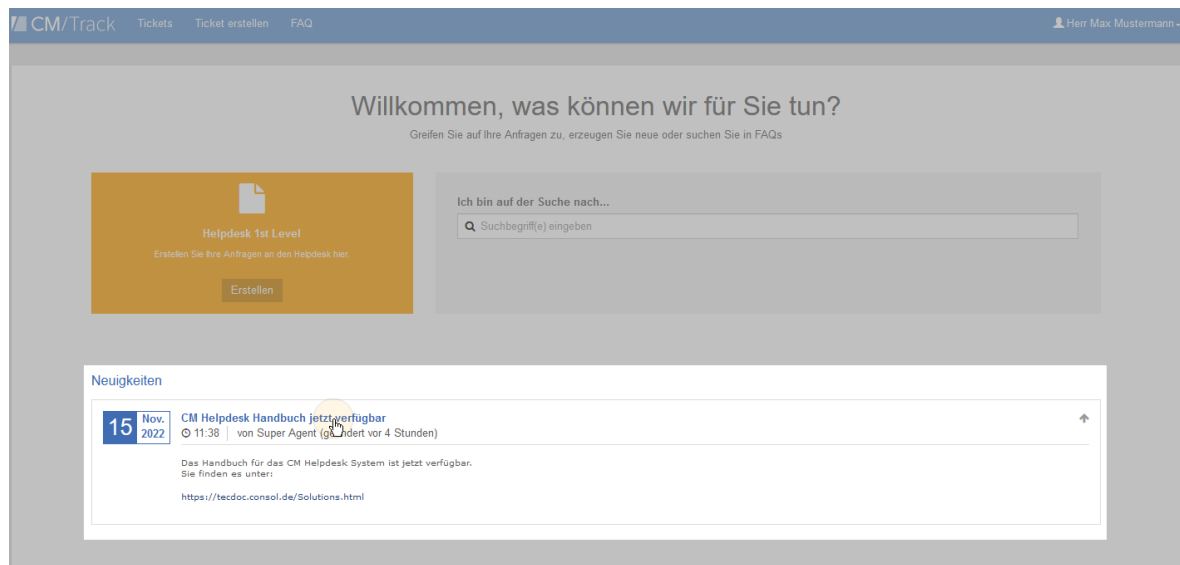 CM/Track Tickets Ticket erstellen FAQ Herr Max Mustermann
Willkommen, was können wir für Sie tun?
Greifen Sie auf Ihre Anfragen zu, erzeugen Sie neue oder suchen Sie in FAQs
Helpdesk 1st Level
Erstellen Sie Ihre Anfragen an den Helpdesk hier.
Erstellen
Ich bin auf der Suche nach...
Suchbegriff(e) eingeben
Neuigkeiten
15 Nov. 2022
CM Helpdesk Handbuch jetzt verfügbar
11:38 von Super Agent (geändert vor 4 Stunden)
Das Handbuch für das CM Helpdesk System ist jetzt verfügbar.
Sie finden es unter:
https://tecdoc.consol.de/Solutions.html